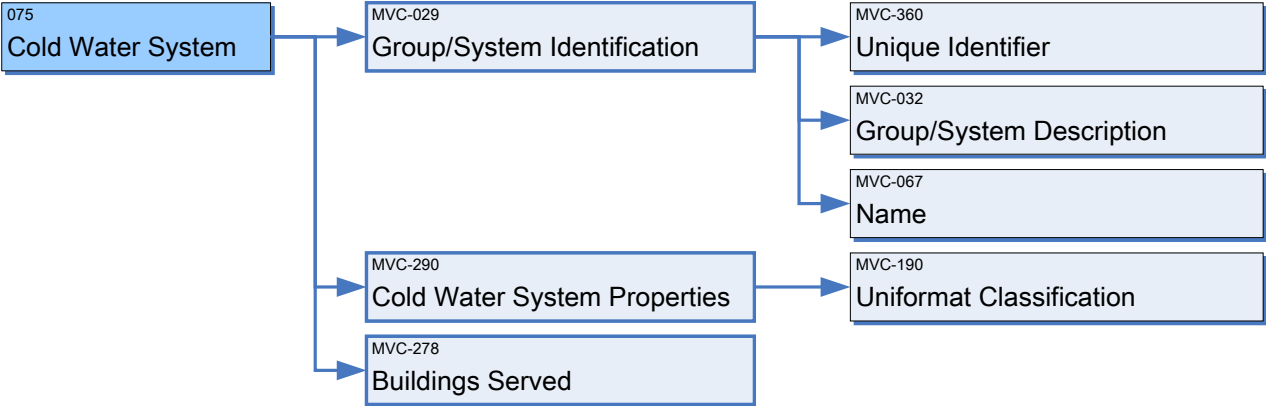 075
Cold Water System
MVC-029
Group/System Identification
MVC-360
Unique Identifier
MVC-032
Group/System Description
MVC-067
Name
MVC-290
Cold Water System Properties
MVC-190
Uniformat Classification
MVC-278
Buildings Served